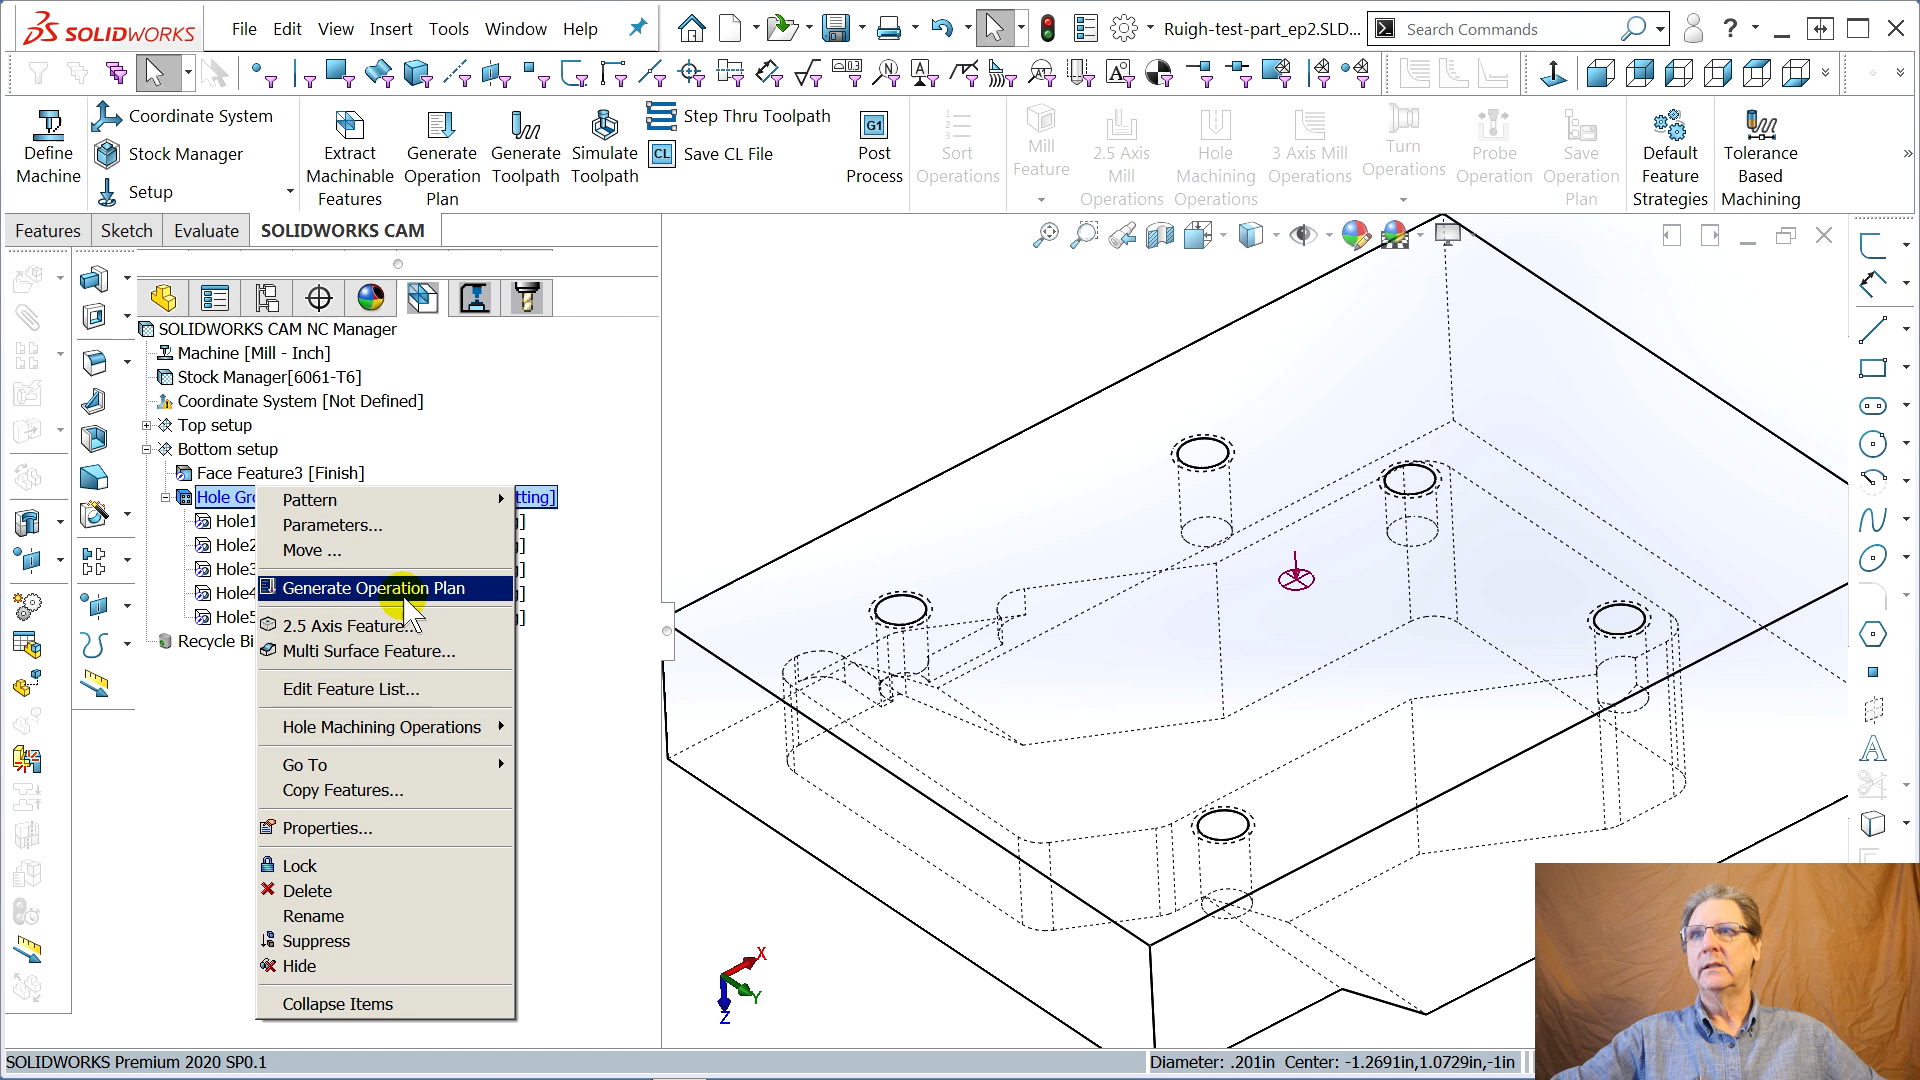 SOLIDWORKS
File Edit View Insert Tools Window Help
Ruigh-test-part_ep2.SLD...
Search Commands
Define Machine
Coordinate System
Stock Manager
Setup
Extract Machinable Features
Generate Operation Plan
Generate Toolpath
Simulate Toolpath
Step Thru Toolpath
CL Save CL File
G1 Post Process
Sort Operations
Mill Feature
2.5 Axis Mill Operations
Hole Machining Operations
3 Axis Mill Operations
Turn Operations
Probe Operation
Save Operation Plan
Default Feature Strategies
Tolerance Based Machining
Features Sketch Evaluate SOLIDWORKS CAM
SOLIDWORKS CAM NC Manager
Machine [Mill - Inch]
Stock Manager[6061-T6]
Coordinate System [Not Defined]
Top setup
Bottom setup
Face Feature3 [Finish]
Hole Gr tting]
Hole1 ]
Hole2 ]
Hole3 ]
Hole4 ]
Hole5 ]
Recycle Bi
Pattern
Parameters...
Move ...
Generate Operation Plan
2.5 Axis Feature...
Multi Surface Feature...
Edit Feature List...
Hole Machining Operations
Go To
Copy Features...
Properties...
Lock
Delete
Rename
Suppress
Hide
Collapse Items
X
Y
Z
SOLIDWORKS Premium 2020 SP0.1
Diameter: .201in Center: -1.2691in,1.0729in,-1in